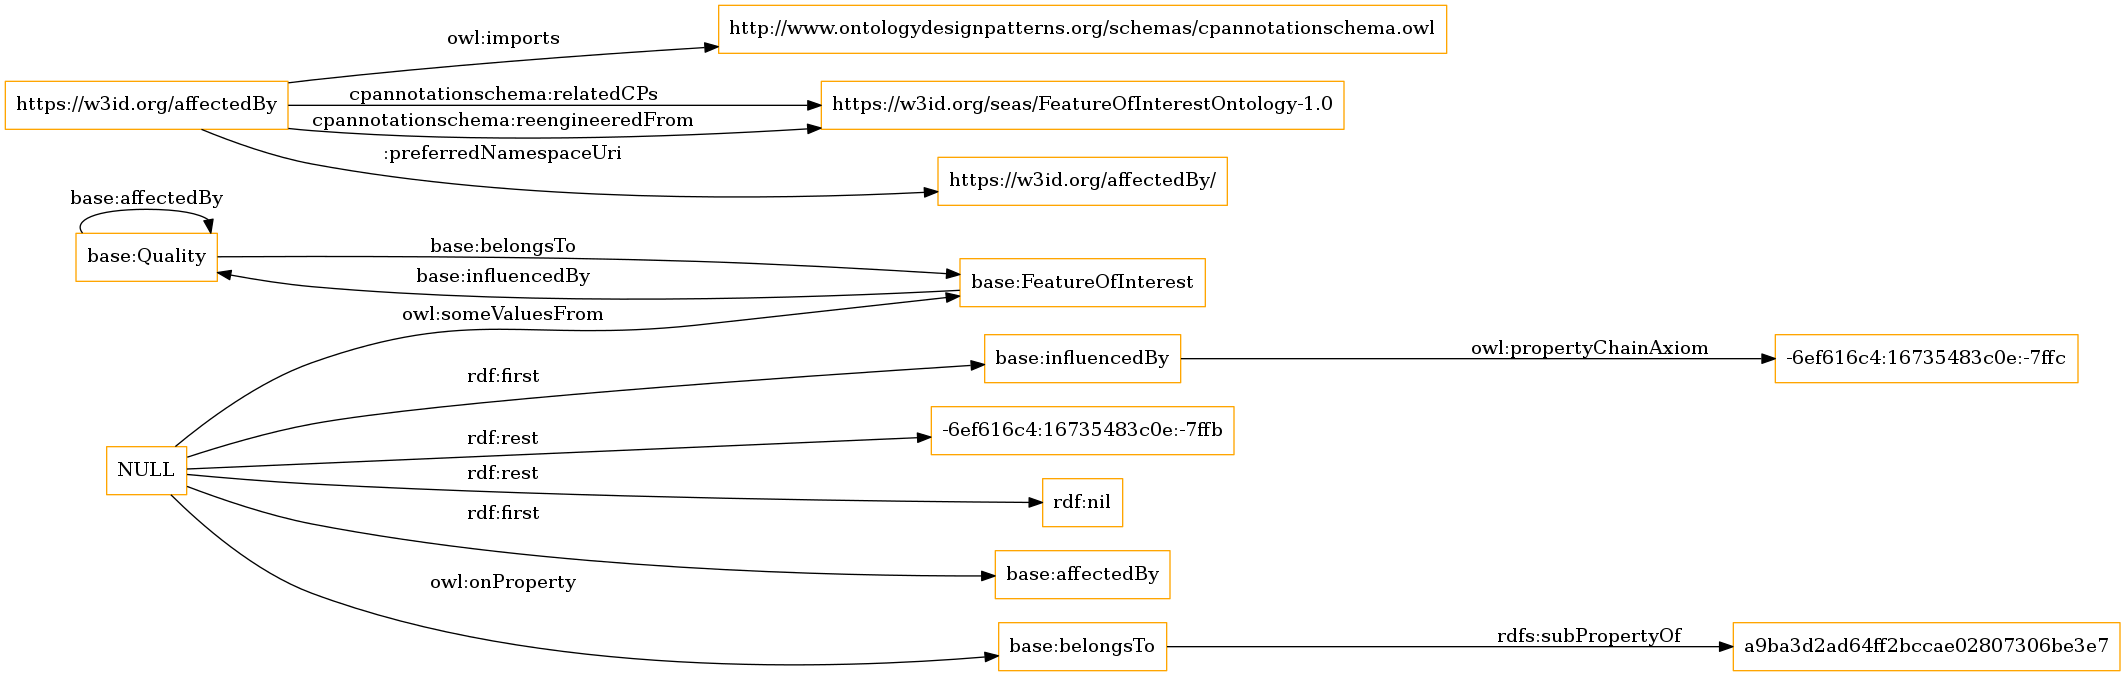 http://www.ontologydesignpatterns.org/schemas/cpannotationschema.owl
owl:imports
https://w3id.org/affectedBy
cpannotationschema:relatedCPs
https://w3id.org/seas/FeatureOfInterestOntology-1.0
cpannotationschema:reengineeredFrom
:preferredNamespaceUri
https://w3id.org/affectedBy/
base:affectedBy
base:Quality
base:belongsTo
base:influencedBy
base:FeatureOfInterest
owl:someValuesFrom
rdf:first
base:influencedBy
owl:propertyChainAxiom
-6ef616c4:16735483c0e:-7ffc
rdf:rest
-6ef616c4:16735483c0e:-7ffb
NULL
rdf:rest
rdf:nil
rdf:first
base:affectedBy
owl:onProperty
base:belongsTo
rdfs:subPropertyOf
a9ba3d2ad64ff2bccae02807306be3e7